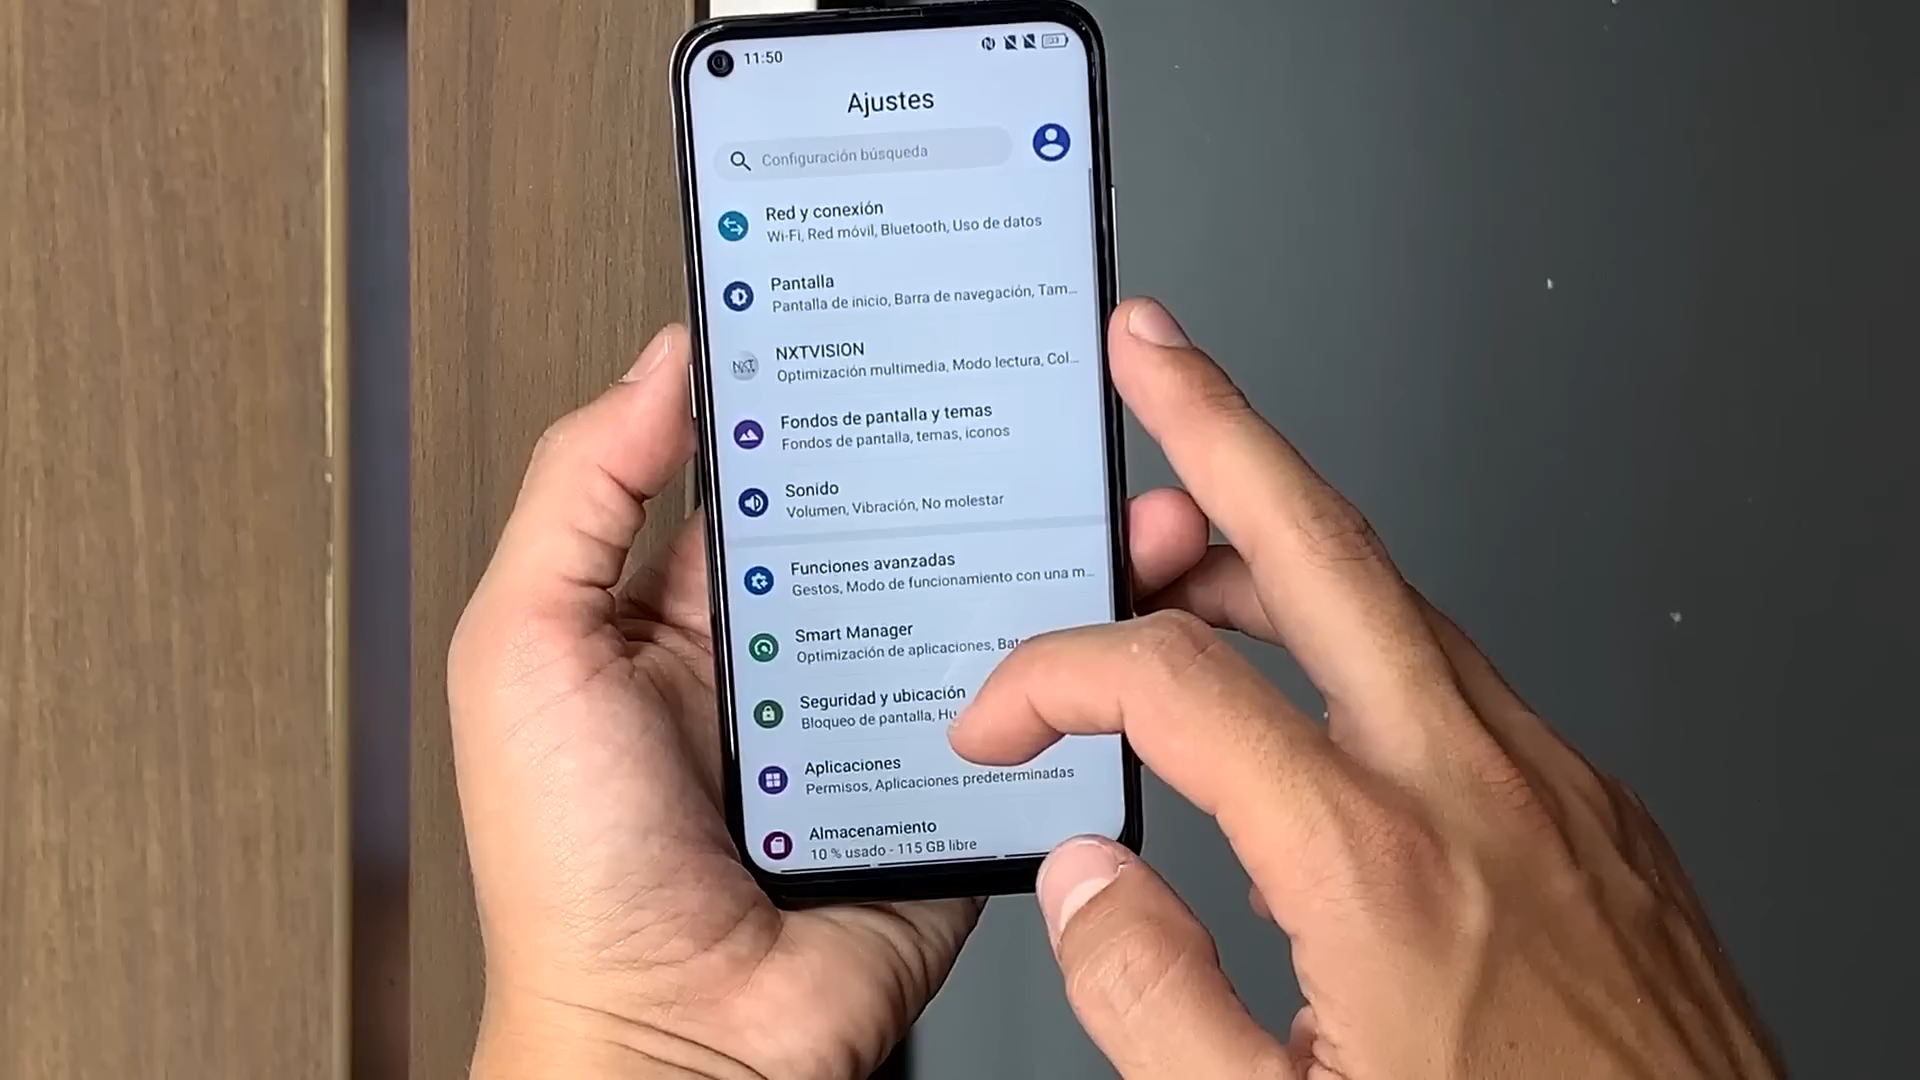 11:50
Ajustes
Configuración búsqueda
Red y conexión
Wi-Fi, Red móvil, Bluetooth, Uso de datos
Pantalla
Pantalla de inicio, Barra de navegación, Tam...
NXTVISION
NXT
Optimización multimedia, Modo lectura, Col...
Fondos de pantalla y temas
Fondos de pantalla, temas, iconos
Sonido
Volumen, Vibración, No molestar
Funciones avanzadas
Gestos, Modo de funcionamiento con una m...
Smart Manager
Optimización de aplicaciones,
Seguridad y ubicación
Bloqueo de pantalla,
Aplicaciones
Permisos, Aplicaciones predeterminadas
Almacenamiento
10 % usado - 115 GB libre